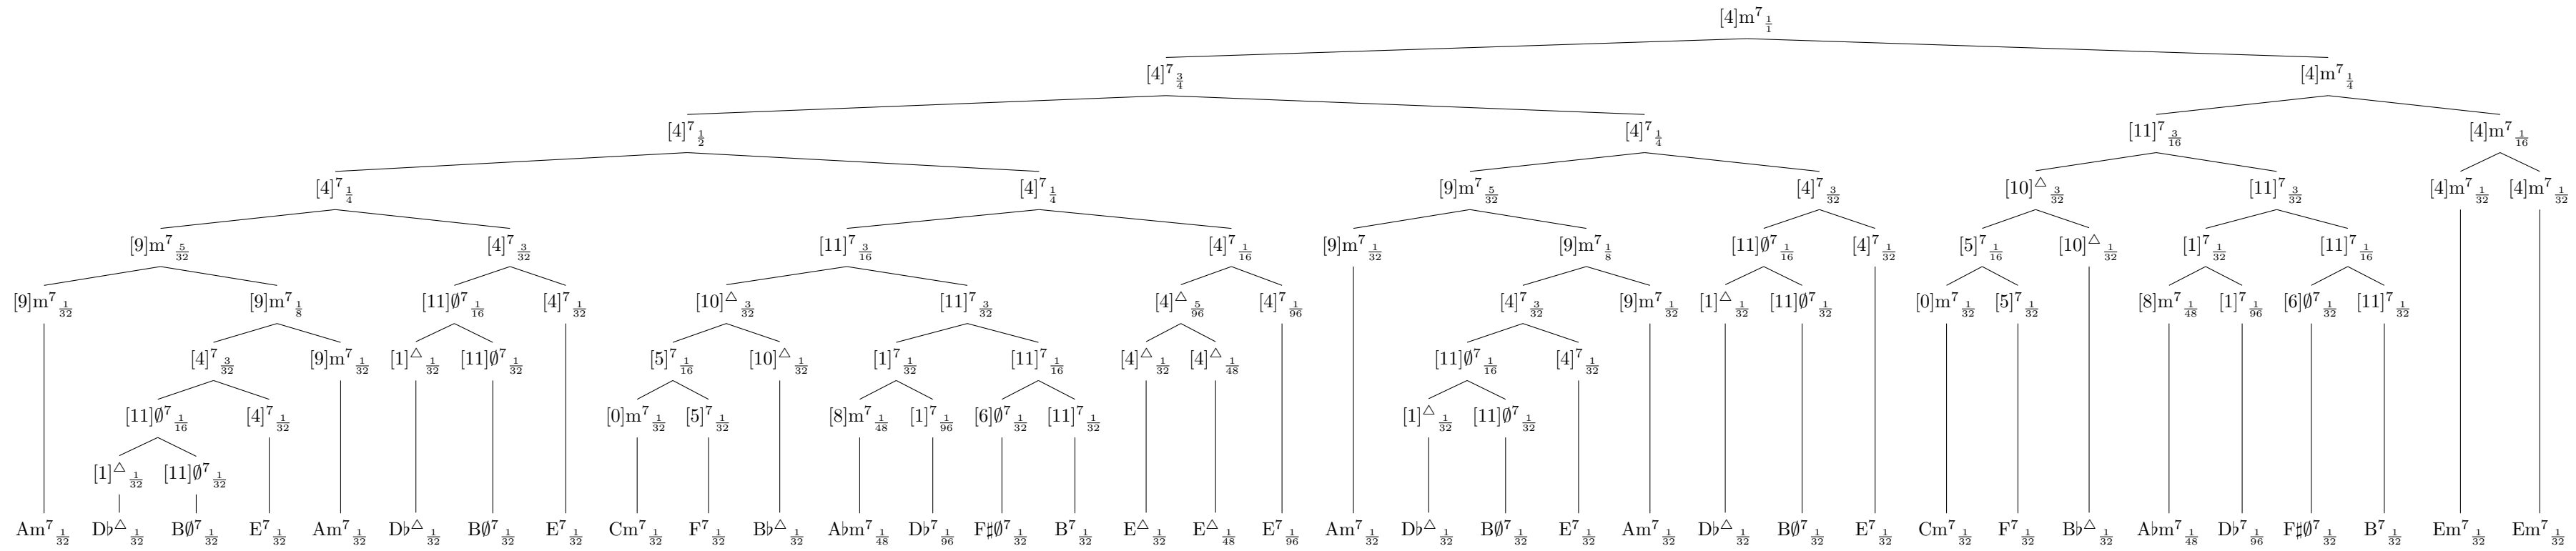 [4]m⁷ 1/1
[4]⁷ 3/4 [4]m⁷ 1/4
[4]⁷ 1/2 [4]⁷ 1/4 [11]⁷ 3/16 [4]m⁷ 1/16
[4]⁷ 1/4 [4]⁷ 1/4 [9]m⁷ 5/32 [4]⁷ 3/32 [10]△ 3/32 [11]⁷ 3/32 [4]m⁷ 1/32 [4]m⁷ 1/32
[9]m⁷ 5/32 [4]⁷ 3/32 [11]⁷ 3/16 [4]⁷ 1/16 [9]m⁷ 1/32 [9]m⁷ 1/8 [11]∅⁷ 1/16 [4]⁷ 1/32 [5]⁷ 1/16 [10]△ 1/32 [1]⁷ 1/32 [11]⁷ 1/16
[9]m⁷ 1/32 [9]m⁷ 1/8 [11]∅⁷ 1/16 [4]⁷ 1/32 [10]△ 3/32 [11]⁷ 3/32 [4]△ 5/96 [4]⁷ 1/96 [4]⁷ 3/32 [9]m⁷ 1/32 [1]△ 1/32 [11]∅⁷ 1/32 [0]m⁷ 1/32 [5]⁷ 1/32 [8]m⁷ 1/48 [1]⁷ 1/96 [6]∅⁷ 1/32 [11]⁷ 1/32
[4]⁷ 3/32 [9]m⁷ 1/32 [1]△ 1/32 [11]∅⁷ 1/32 [5]⁷ 1/16 [10]△ 1/32 [1]⁷ 1/32 [11]⁷ 1/16 [4]△ 1/32 [4]△ 1/48 [11]∅⁷ 1/16 [4]⁷ 1/32
[11]∅⁷ 1/16 [4]⁷ 1/32 [0]m⁷ 1/32 [5]⁷ 1/32 [8]m⁷ 1/48 [1]⁷ 1/96 [6]∅⁷ 1/32 [11]⁷ 1/32 [1]△ 1/32 [11]∅⁷ 1/32
[1]△ 1/32 [11]∅⁷ 1/32
Am⁷ 1/32 D♭△ 1/32 B∅⁷ 1/32 E⁷ 1/32 Am⁷ 1/32 D♭△ 1/32 B∅⁷ 1/32 E⁷ 1/32 Cm⁷ 1/32 F⁷ 1/32 B♭△ 1/32 A♭m⁷ 1/48 D♭⁷ 1/96 F♯∅⁷ 1/32 B⁷ 1/32 E△ 1/32 E△ 1/48 E⁷ 1/96 Am⁷ 1/32 D♭△ 1/32 B∅⁷ 1/32 E⁷ 1/32 Am⁷ 1/32 D♭△ 1/32 B∅⁷ 1/32 E⁷ 1/32 Cm⁷ 1/32 F⁷ 1/32 B♭△ 1/32 A♭m⁷ 1/48 D♭⁷ 1/96 F♯∅⁷ 1/32 B⁷ 1/32 Em⁷ 1/32 Em⁷ 1/32